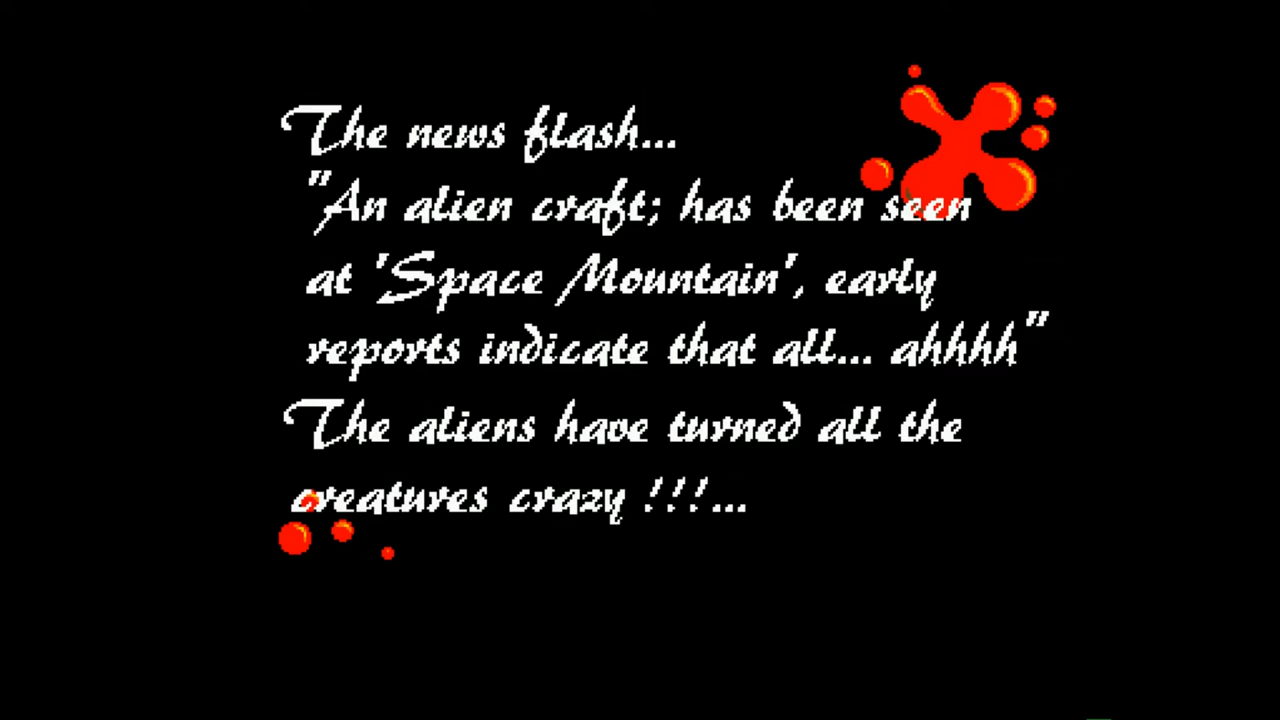 The news flash...
"An alien craft; has been seen
at 'Space Mountain', early
reports indicate that all... ahhhh"
The aliens have turned all the
creatures crazy !!!...